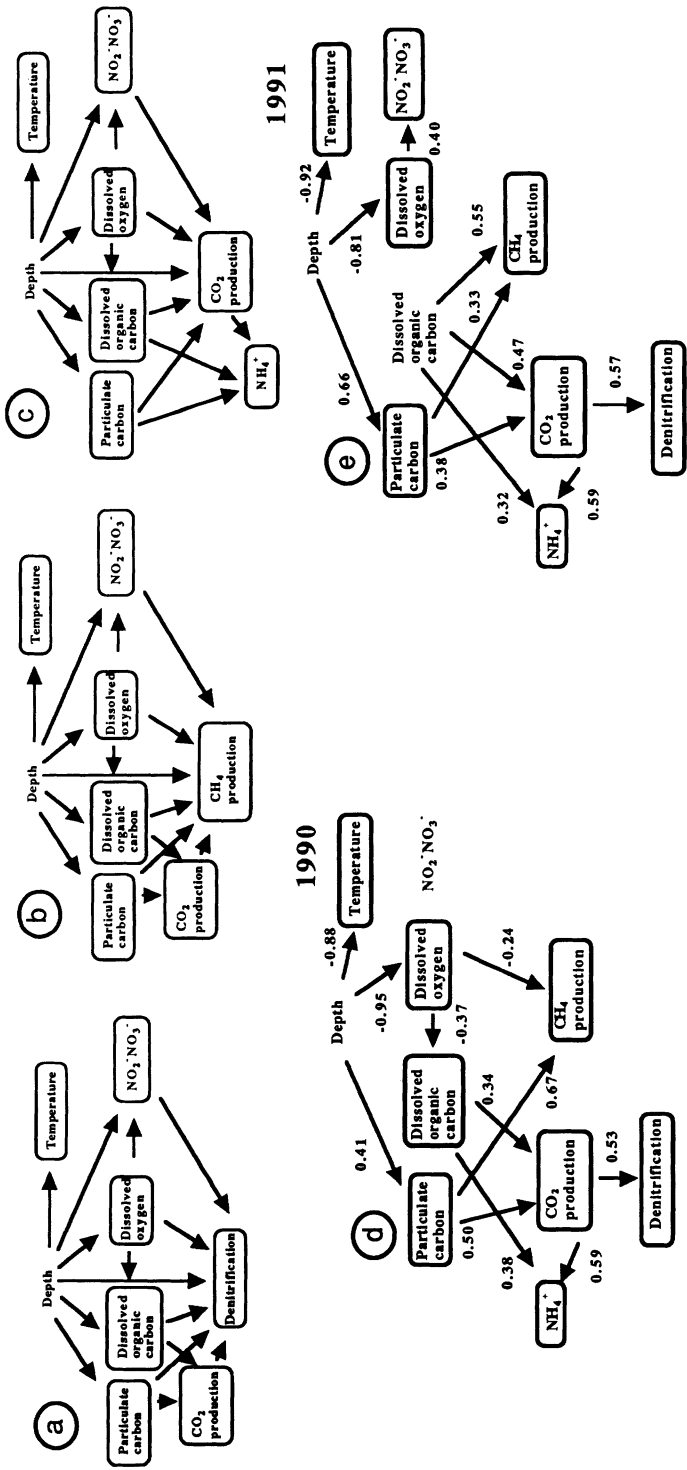 a
Depth
Temperature
Particulate
carbon
Dissolved
organic
carbon
Dissolved
oxygen
NO2- NO3-
CO2
production
Denitrification
b
Depth
Temperature
Particulate
carbon
Dissolved
organic
carbon
Dissolved
oxygen
NO2- NO3-
CO2
production
CH4
production
c
Depth
Temperature
Particulate
carbon
Dissolved
organic
carbon
Dissolved
oxygen
NO2- NO3-
CO2
production
NH4+
d
1990
Depth
-0.88
Temperature
0.41
-0.95
Particulate
carbon
Dissolved
organic
carbon
Dissolved
oxygen
NO2- NO3-
-0.37
0.50
0.34
-0.24
0.38
0.67
CO2
production
CH4
production
NH4+
0.59
0.53
Denitrification
e
1991
Depth
-0.92
Temperature
0.66
-0.81
Particulate
carbon
Dissolved
organic
carbon
Dissolved
oxygen
NO2- NO3-
0.40
0.38
0.33
0.55
0.32
0.47
CH4
production
CO2
production
NH4+
0.59
0.57
Denitrification